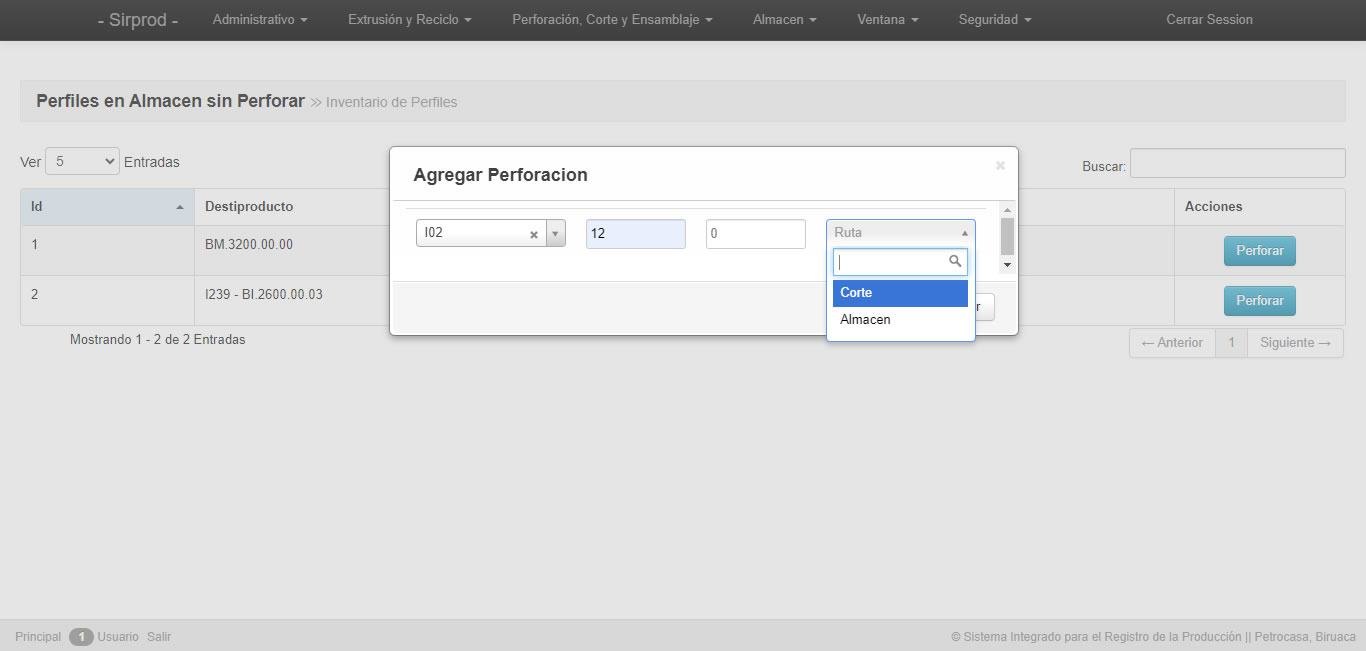 - Sirprod - Administrativo Extrusión y Reciclo Perforación, Corte y Ensamblaje Almacen Ventana Seguridad Cerrar Session
Perfiles en Almacen sin Perforar >> Inventario de Perfiles
Ver 5 Entradas Buscar:
Id Destiproducto Acciones
1 BM.3200.00.00 Perforar
2 I239 - BI.2600.00.03 Perforar
Mostrando 1 - 2 de 2 Entradas
← Anterior 1 Siguiente →
Agregar Perforacion ×
I02 × 12 0 Ruta
Corte
Almacen
r
Principal 1 Usuario Salir
© Sistema Integrado para el Registro de la Producción || Petrocasa, Biruaca